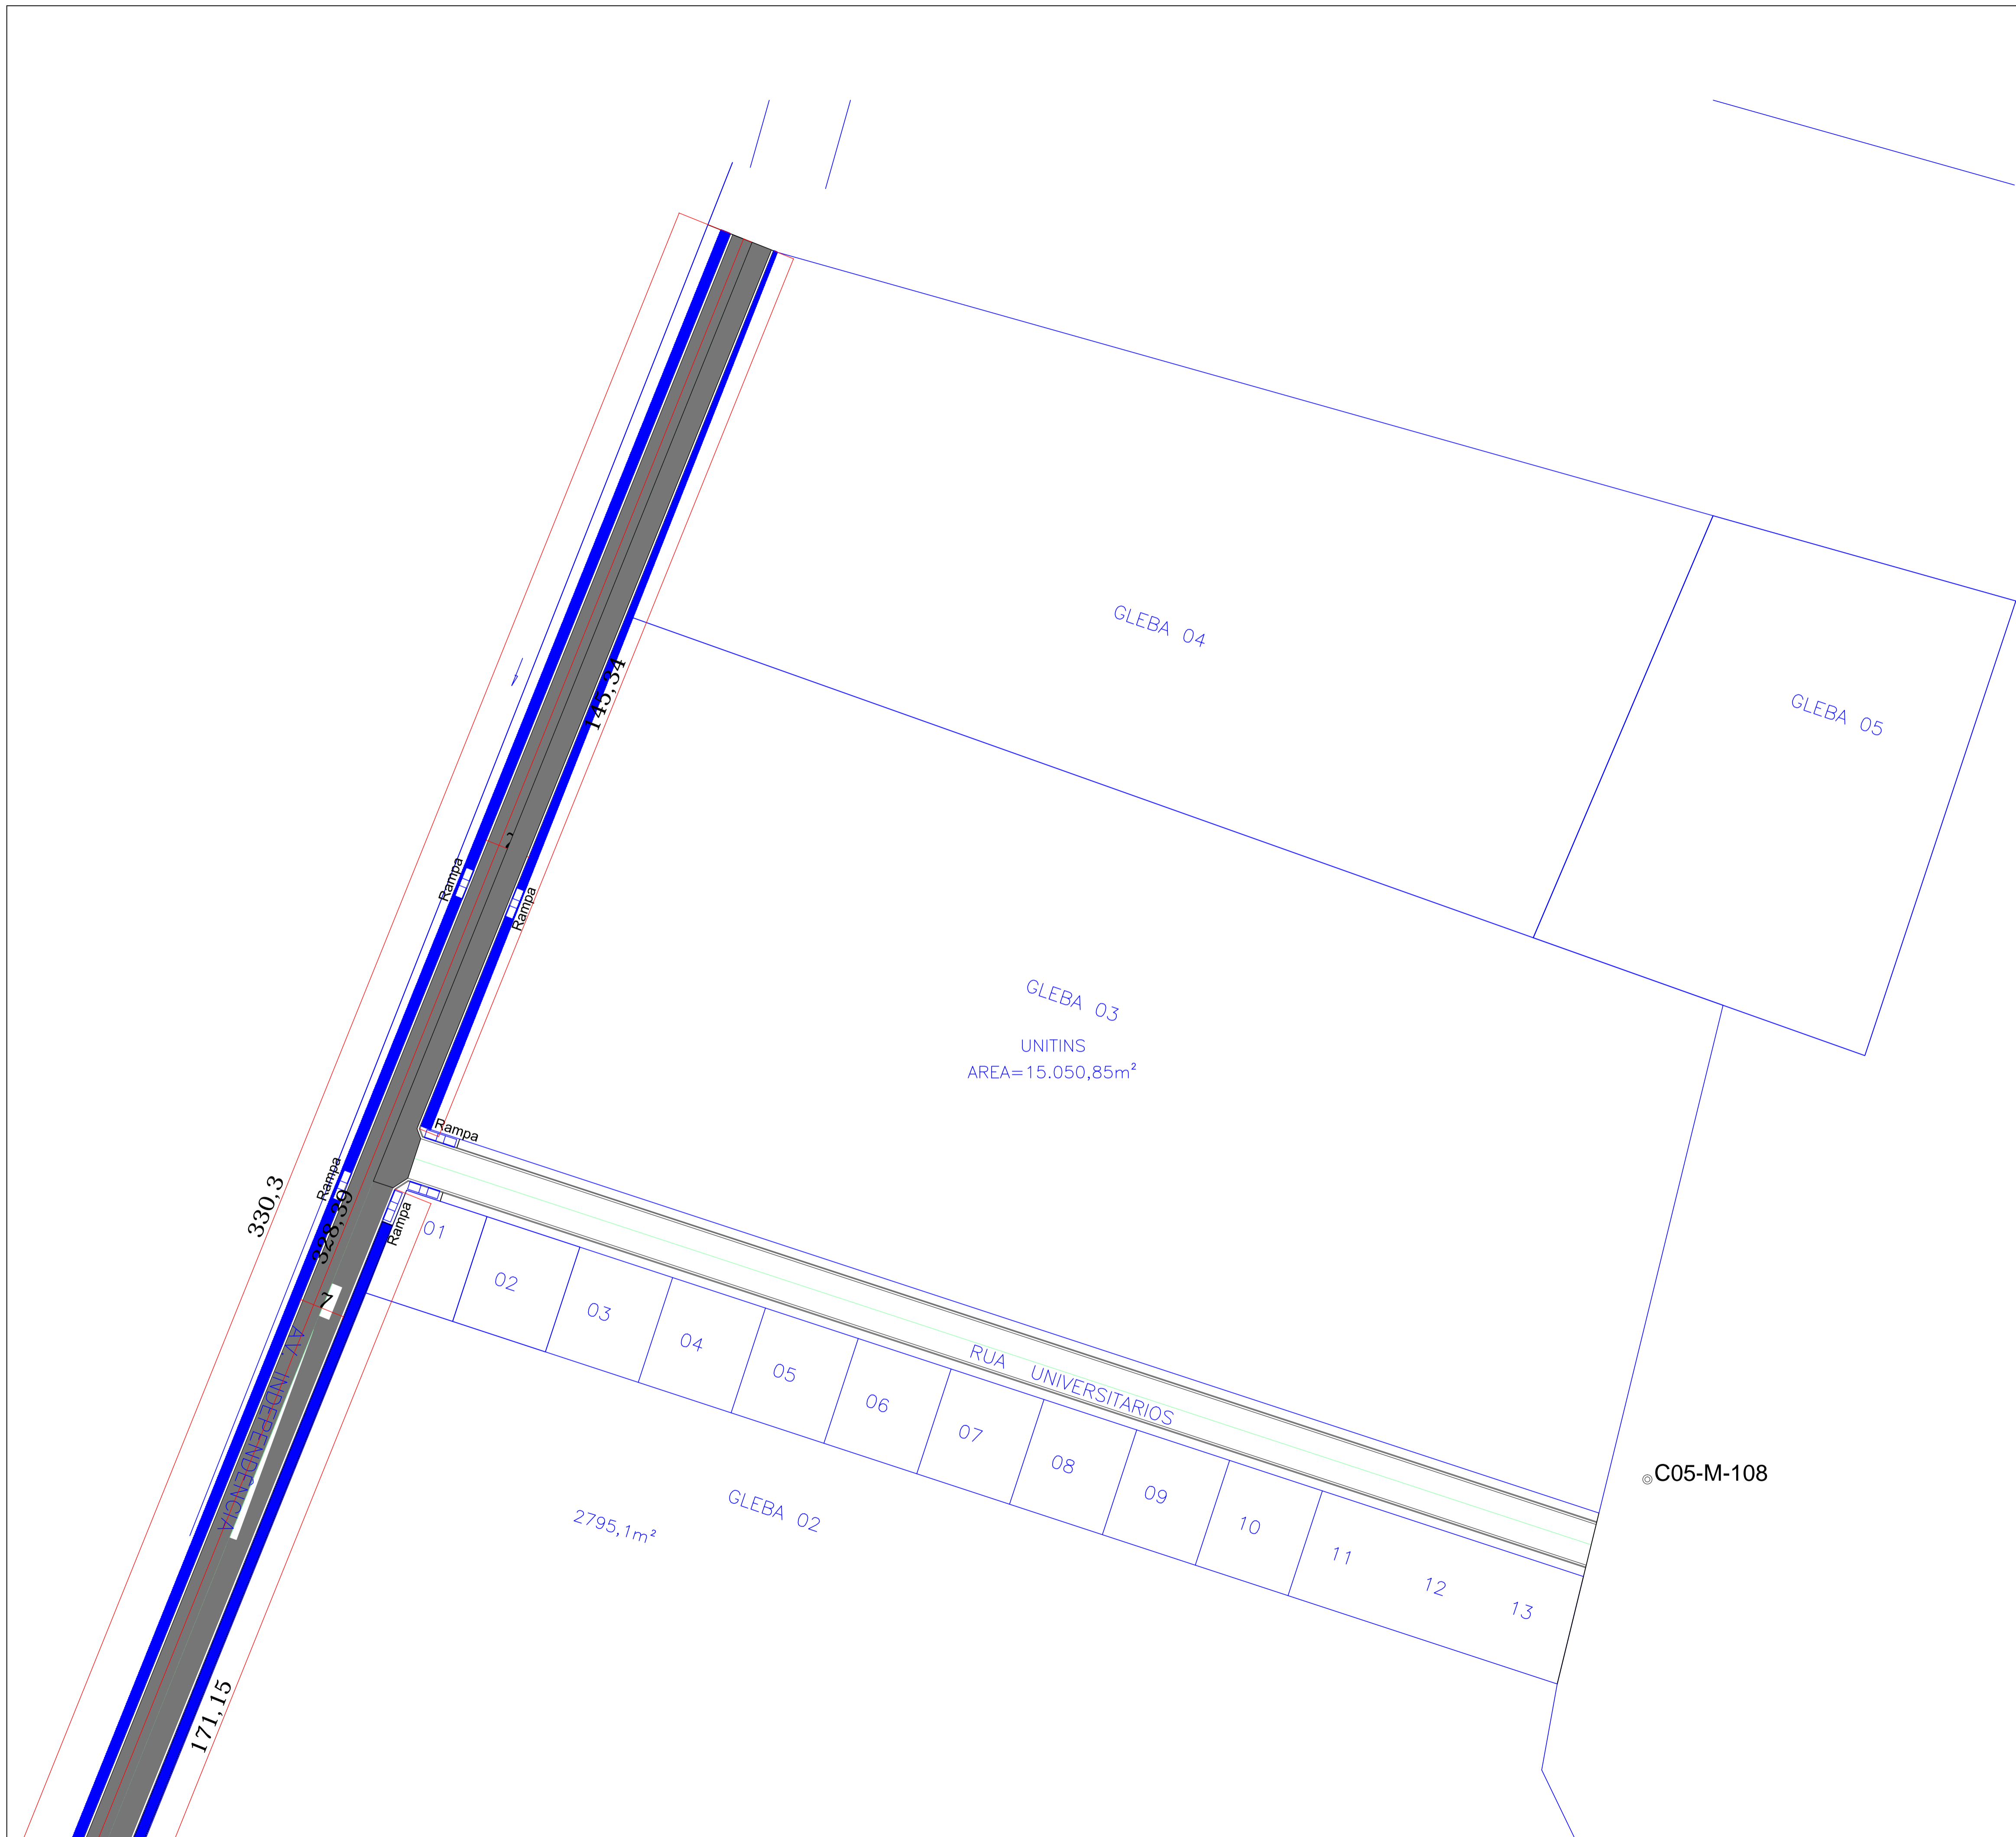 GLEBA 04
145,34
GLEBA 05
Rampa
Rampa
GLEBA 03
UNITINS
AREA=15.050,85m²
Rampa
Rampa
330,3
328,39
Rampa
01
02
03
04
05
06
07
08
09
10
11
12
13
7
AV. INDEPENDENCIA
RUA UNIVERSITARIOS
C05-M-108
GLEBA 02
2795,1m²
171,15